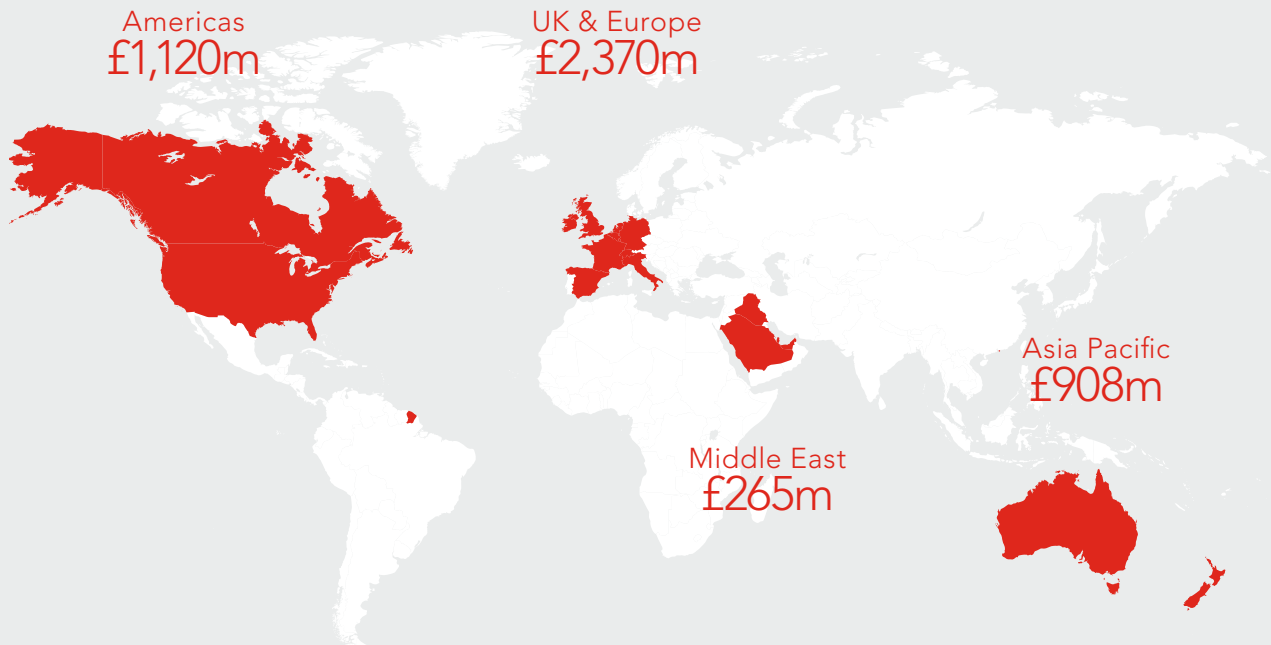 Americas
£1,120m
UK & Europe
£2,370m
Asia Pacific
£908m
Middle East
£265m